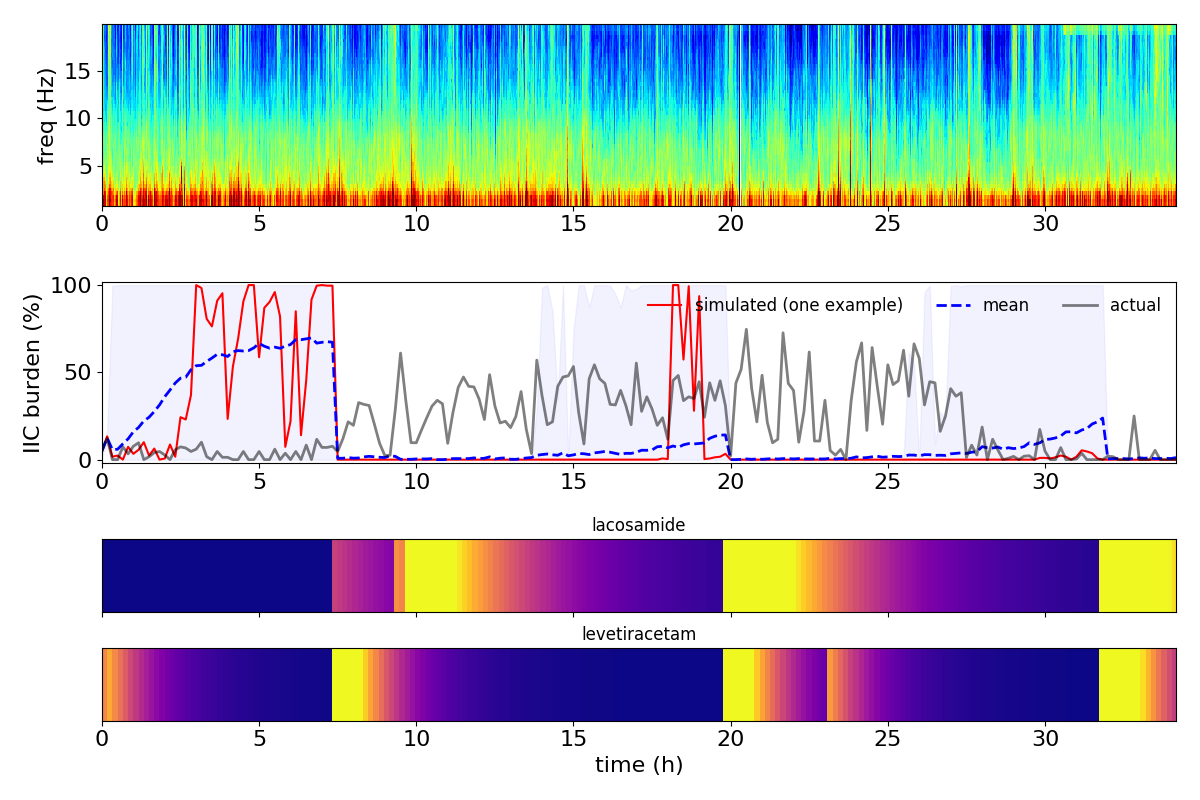 freq (Hz)
15
10
5
0 5 10 15 20 25 30
IIC burden (%)
100
50
0
simulated (one example) mean actual
0 5 10 15 20 25 30
lacosamide
levetiracetam
0 5 10 15 20 25 30
time (h)